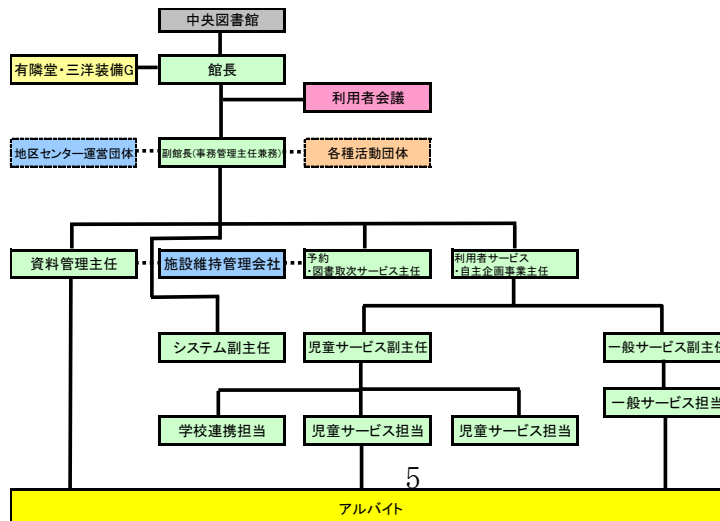 中央図書館
有隣堂・三洋装備G
館長
利用者会議
地区センター運営団体
副館長(事務管理主任兼務)
各種活動団体
資料管理主任
施設維持管理会社
予約
・図書取次サービス主任
利用者サービス
・自主企画事業主任
システム副主任
児童サービス副主任
一般サービス副主任
学校連携担当
児童サービス担当
児童サービス担当
一般サービス担当
5
アルバイト